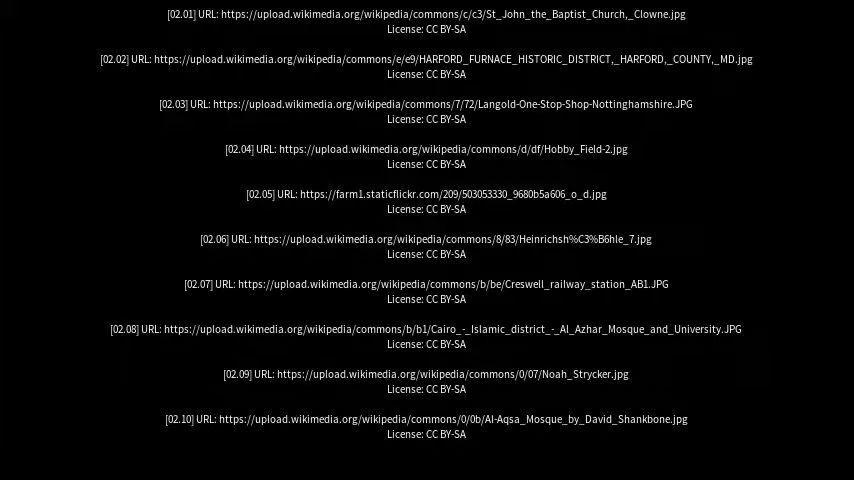 [02.01] URL: https://upload.wikimedia.org/wikipedia/commons/c/c3/St_John_the_Baptist_Church,_Clowne.jpg
License: CC BY-SA
[02.02] URL: https://upload.wikimedia.org/wikipedia/commons/e/e9/HARFORD_FURNACE_HISTORIC_DISTRICT,_HARFORD,_COUNTY,_MD.jpg
License: CC BY-SA
[02.03] URL: https://upload.wikimedia.org/wikipedia/commons/7/72/Langold-One-Stop-Shop-Nottinghamshire.JPG
License: CC BY-SA
[02.04] URL: https://upload.wikimedia.org/wikipedia/commons/d/df/Hobby_Field-2.jpg
License: CC BY-SA
[02.05] URL: https://farm1.staticflickr.com/209/503053330_9680b5a606_o_d.jpg
License: CC BY-SA
[02.06] URL: https://upload.wikimedia.org/wikipedia/commons/8/83/Heinrichsh%C3%B6hle_7.jpg
License: CC BY-SA
[02.07] URL: https://upload.wikimedia.org/wikipedia/commons/b/be/Creswell_railway_station_AB1.JPG
License: CC BY-SA
[02.08] URL: https://upload.wikimedia.org/wikipedia/commons/b/b1/Cairo_-_Islamic_district_-_Al_Azhar_Mosque_and_University.JPG
License: CC BY-SA
[02.09] URL: https://upload.wikimedia.org/wikipedia/commons/0/07/Noah_Strycker.jpg
License: CC BY-SA
[02.10] URL: https://upload.wikimedia.org/wikipedia/commons/0/0b/Al-Aqsa_Mosque_by_David_Shankbone.jpg
License: CC BY-SA